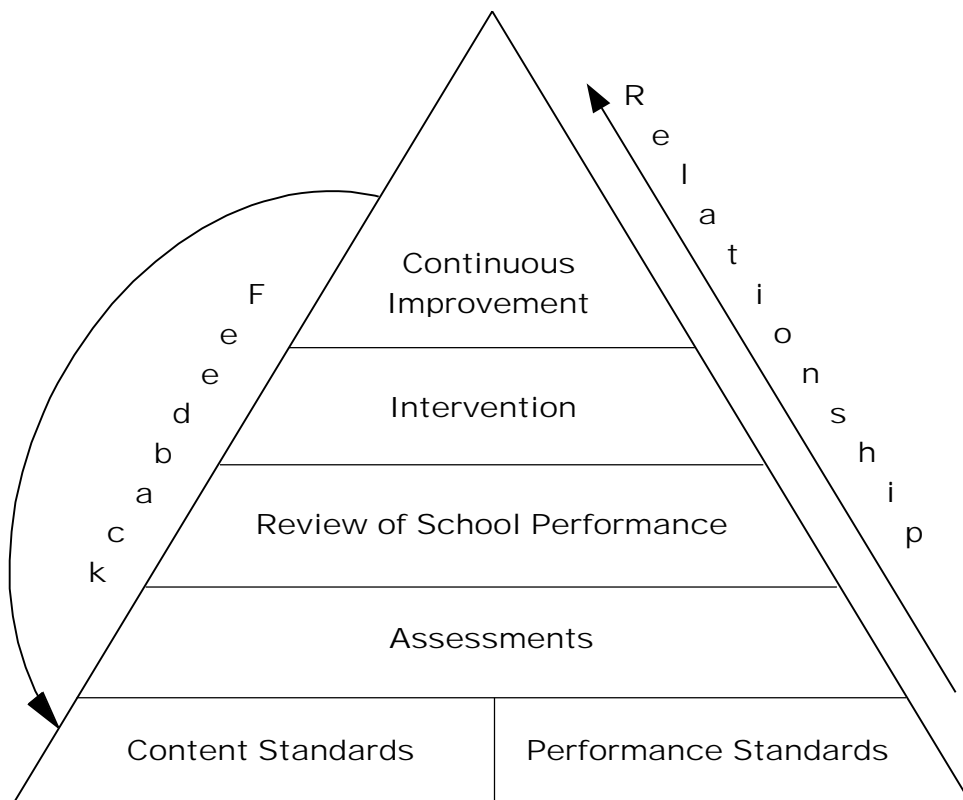 Relationship
Continuous
Improvement
Feedback
Intervention
Review of School Performance
Assessments
Content Standards
Performance Standards